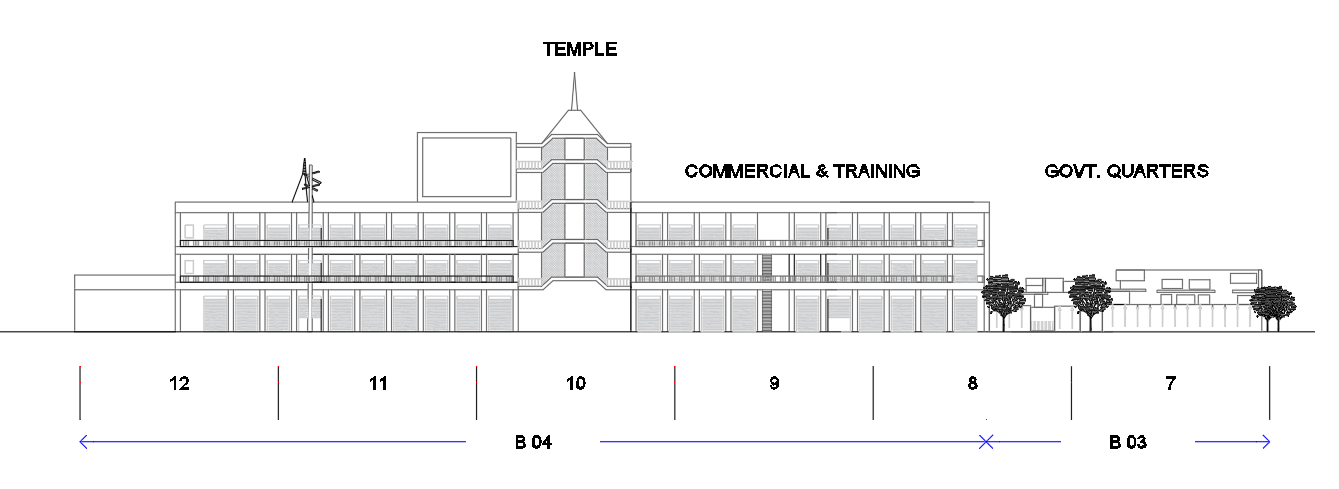 TEMPLE
COMMERCIAL & TRAINING
GOVT. QUARTERS
12 11 10 9 8 7
B 04 B 03